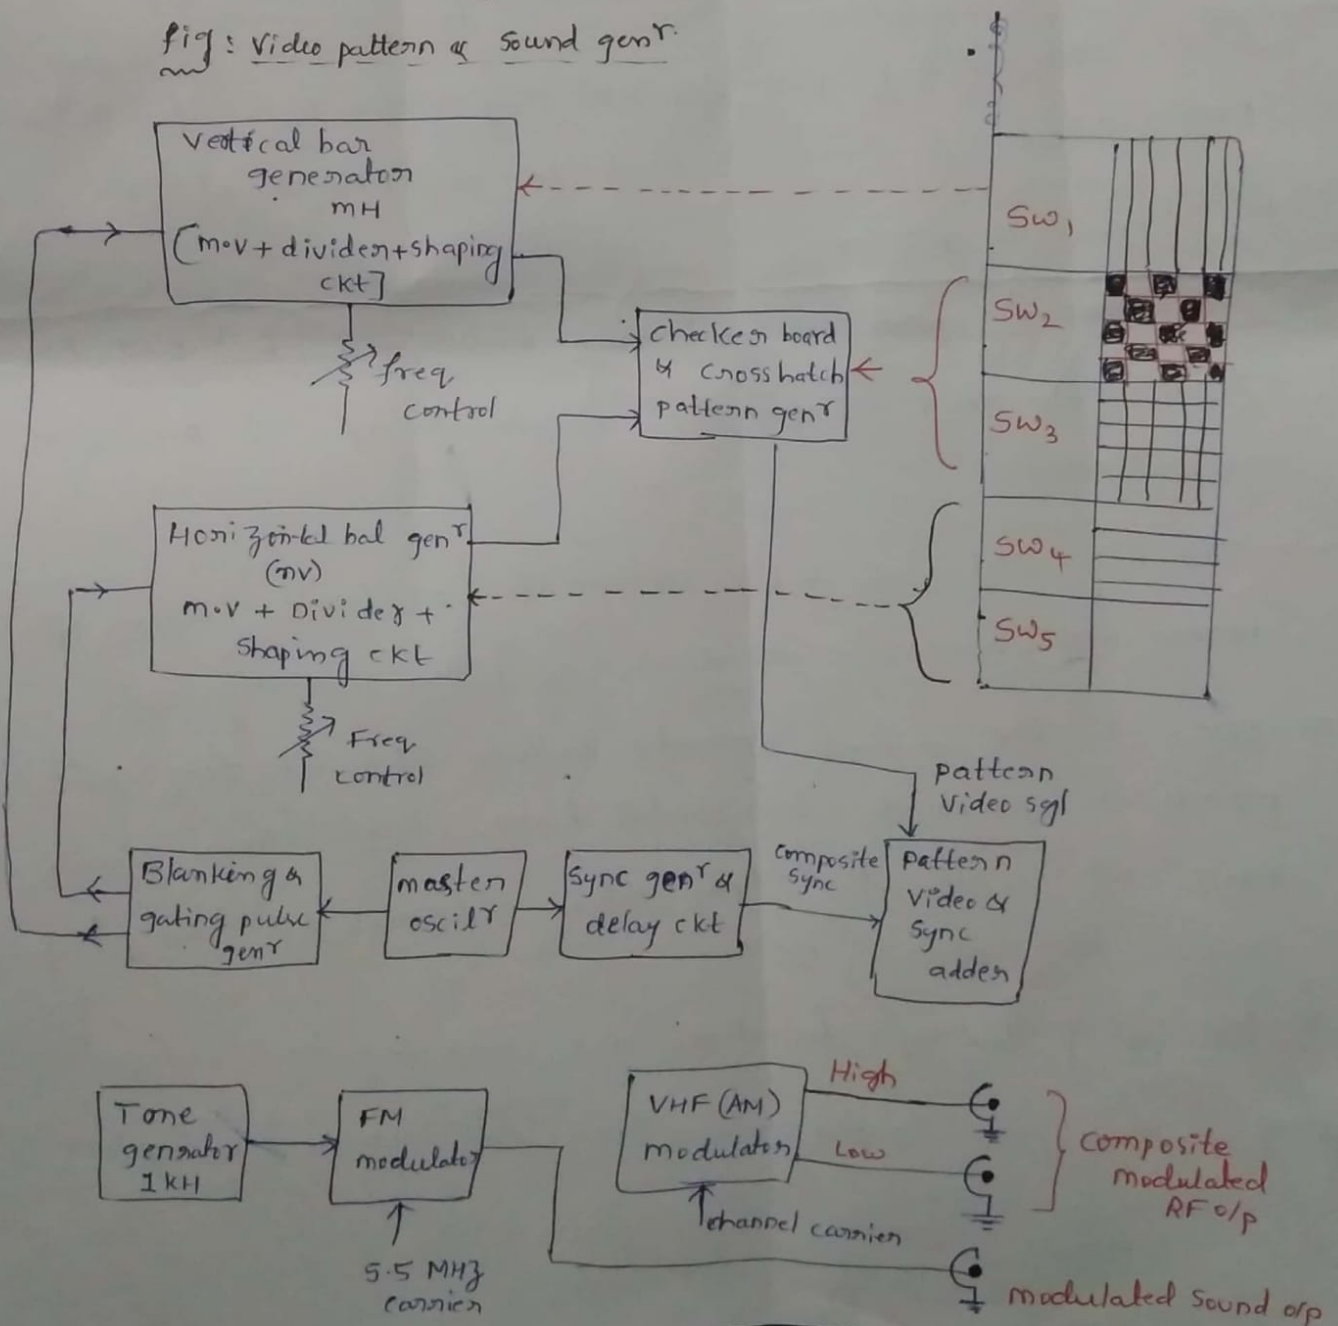 fig : Video pattern & Sound genr.
Vertical bar
generator
mH
[m.v + divider + shaping
ckt]
freq
control
checker board
& crosshatch
pattern genr
SW1
SW2
SW3
SW4
SW5
Horizontal bal genr
(nv)
m.v + Divider +
Shaping ckt
Freq
control
pattern
Video sgl
Blanking &
gating pulse
genr
master
oscilr
Sync genr &
delay ckt
composite
Sync
pattern
Video &
Sync
adder
Tone
genrator
1 kH
FM
modulator
5.5 MHz
carrier
VHF (AM)
modulator
High
Low
channel carrier
composite
modulated
RF o/p
modulated Sound o/p